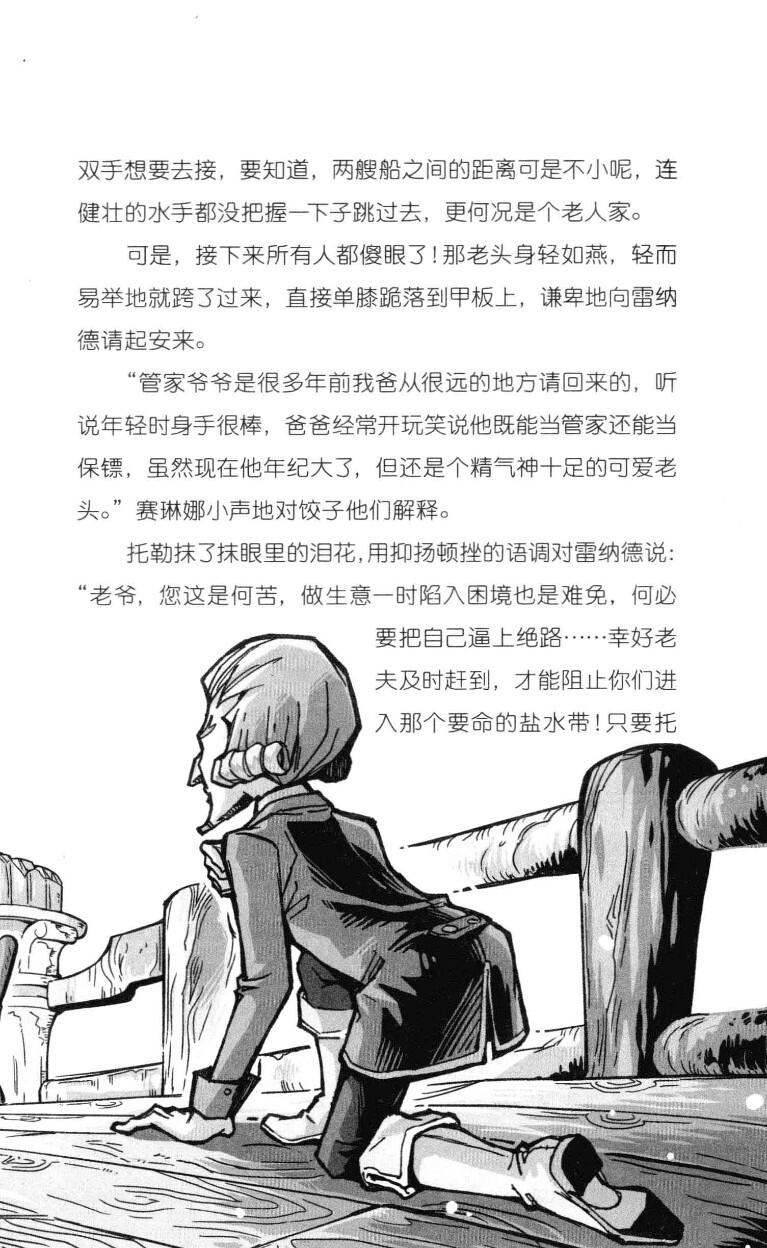 双手想要去接，要知道，两艘船之间的距离可是不小呢，连
健壮的水手都没把握一下子跳过去，更何况是个老人家。
可是，接下来所有人都傻眼了！那老头身轻如燕，轻而
易举地就跨了过来，直接单膝跪落到甲板上，谦卑地向雷纳
德请起安来。
“管家爷爷是很多年前我爸从很远的地方请回来的，听
说年轻时身手很棒，爸爸经常开玩笑说他既能当管家还能当
保镖，虽然现在他年纪大了，但还是个精气神十足的可爱老
头。”赛琳娜小声地对饺子他们解释。
托勒抹了抹眼里的泪花，用抑扬顿挫的语调对雷纳德说：
“老爷，您这是何苦，做生意一时陷入困境也是难免，何必
要把自己逼上绝路……幸好老
夫及时赶到，才能阻止你们进
入那个要命的盐水带！只要托